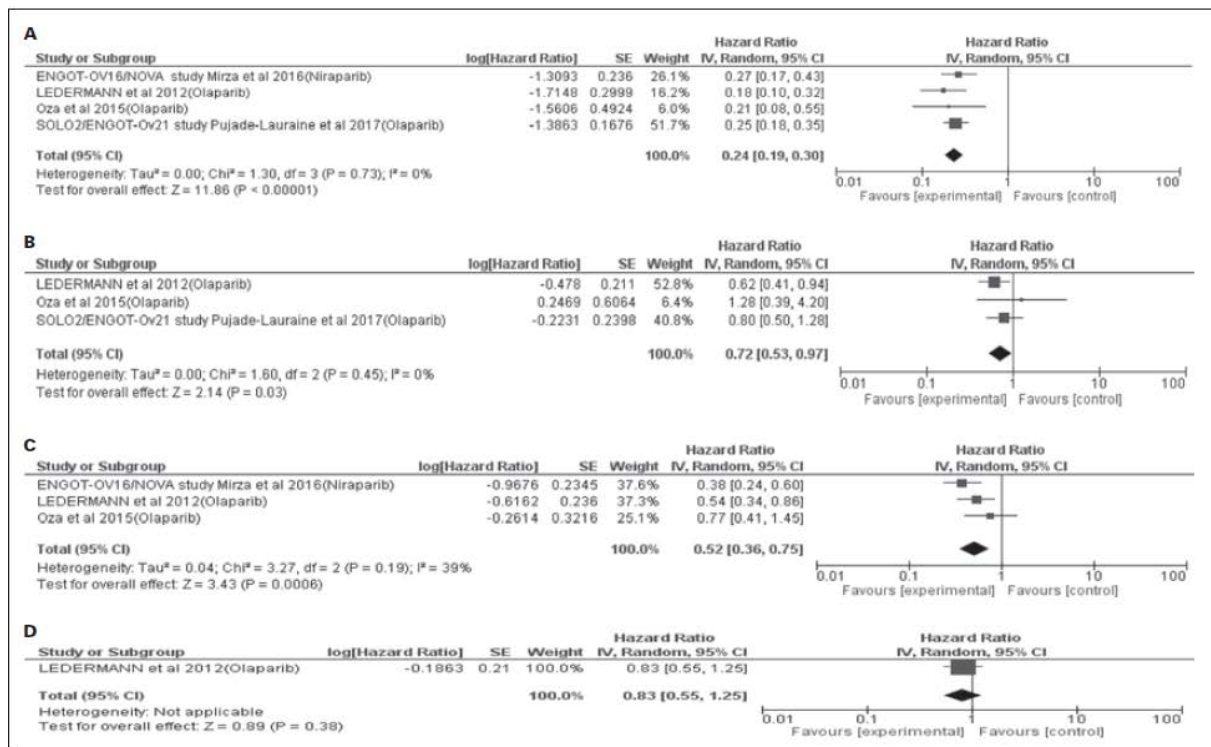 A
Hazard Ratio Hazard Ratio
Study or Subgroup log[Hazard Ratio] SE Weight IV, Random, 95% CI IV, Random, 95% CI
ENGOT-OV16/NOVA study Mirza et al 2016(Niraparib) -1.3093 0.236 26.1% 0.27 [0.17, 0.43]
LEDERMANN et al 2012(Olaparib) -1.7148 0.2999 16.2% 0.18 [0.10, 0.32]
Oza et al 2015(Olaparib) -1.5606 0.4924 6.0% 0.21 [0.08, 0.55]
SOLO2/ENGOT-Ov21 study Pujade-Lauraine et al 2017(Olaparib) -1.3863 0.1676 51.7% 0.25 [0.18, 0.35]
Total (95% CI) 100.0% 0.24 [0.19, 0.30]
Heterogeneity: Tau² = 0.00; Chi² = 1.30, df = 3 (P = 0.73); I² = 0%
Test for overall effect: Z = 11.86 (P < 0.00001)
0.01 0.1 1 10 100
Favours [experimental] Favours [control]
B
Hazard Ratio Hazard Ratio
Study or Subgroup log[Hazard Ratio] SE Weight IV, Random, 95% CI IV, Random, 95% CI
LEDERMANN et al 2012(Olaparib) -0.478 0.211 52.8% 0.62 [0.41, 0.94]
Oza et al 2015(Olaparib) 0.2469 0.6064 6.4% 1.28 [0.39, 4.20]
SOLO2/ENGOT-Ov21 study Pujade-Lauraine et al 2017(Olaparib) -0.2231 0.2398 40.8% 0.80 [0.50, 1.28]
Total (95% CI) 100.0% 0.72 [0.53, 0.97]
Heterogeneity: Tau² = 0.00; Chi² = 1.60, df = 2 (P = 0.45); I² = 0%
Test for overall effect: Z = 2.14 (P = 0.03)
0.01 0.1 1 10 100
Favours [experimental] Favours [control]
C
Hazard Ratio Hazard Ratio
Study or Subgroup log[Hazard Ratio] SE Weight IV, Random, 95% CI IV, Random, 95% CI
ENGOT-OV16/NOVA study Mirza et al 2016(Niraparib) -0.9676 0.2345 37.6% 0.38 [0.24, 0.60]
LEDERMANN et al 2012(Olaparib) -0.6162 0.236 37.3% 0.54 [0.34, 0.86]
Oza et al 2015(Olaparib) -0.2614 0.3216 25.1% 0.77 [0.41, 1.45]
Total (95% CI) 100.0% 0.52 [0.36, 0.75]
Heterogeneity: Tau² = 0.04; Chi² = 3.27, df = 2 (P = 0.19); I² = 39%
Test for overall effect: Z = 3.43 (P = 0.0006)
0.01 0.1 1 10 100
Favours [experimental] Favours [control]
D
Hazard Ratio Hazard Ratio
Study or Subgroup log[Hazard Ratio] SE Weight IV, Random, 95% CI IV, Random, 95% CI
LEDERMANN et al 2012(Olaparib) -0.1863 0.21 100.0% 0.83 [0.55, 1.25]
Total (95% CI) 100.0% 0.83 [0.55, 1.25]
Heterogeneity: Not applicable
Test for overall effect: Z = 0.89 (P = 0.38)
0.01 0.1 1 10 100
Favours [experimental] Favours [control]